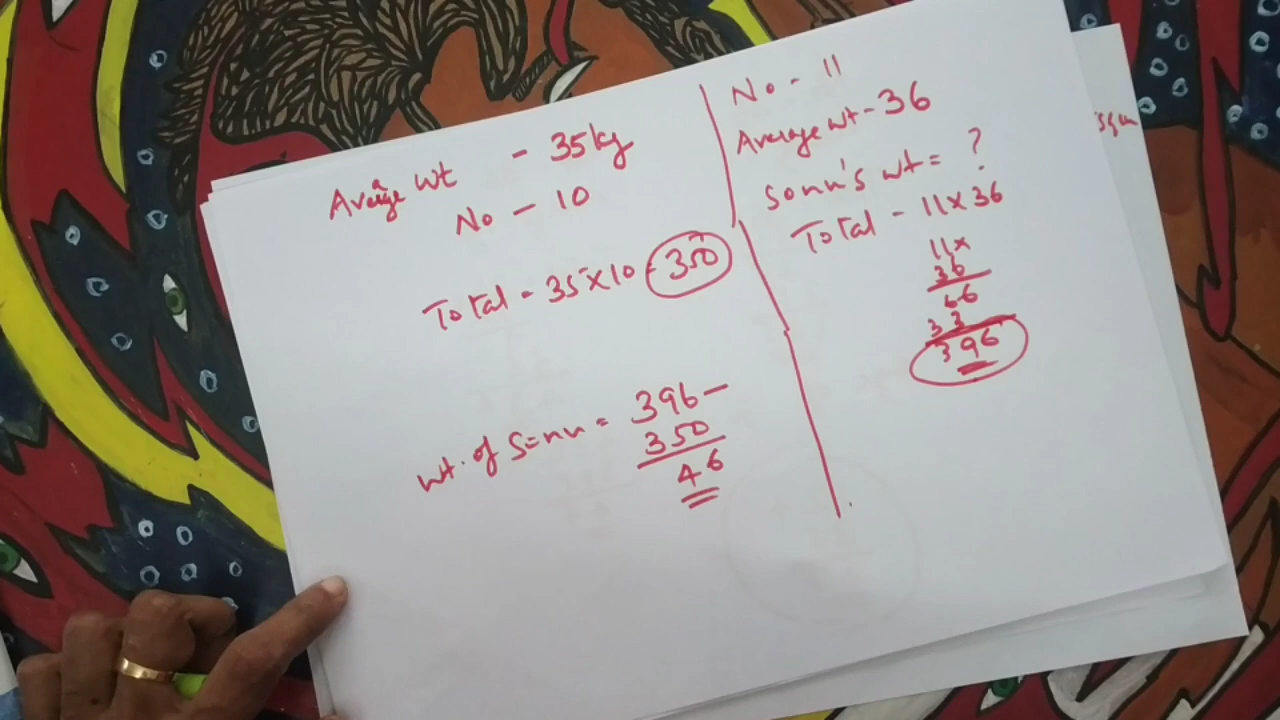 Average wt - 35kg
No - 10
Total - 35x10 - 350
wt. of Sonu = 396 -
350
46
No - 11
Average wt - 36
Sonu's wt = ?
Total - 11x36
11x
36
66
33
396
squ